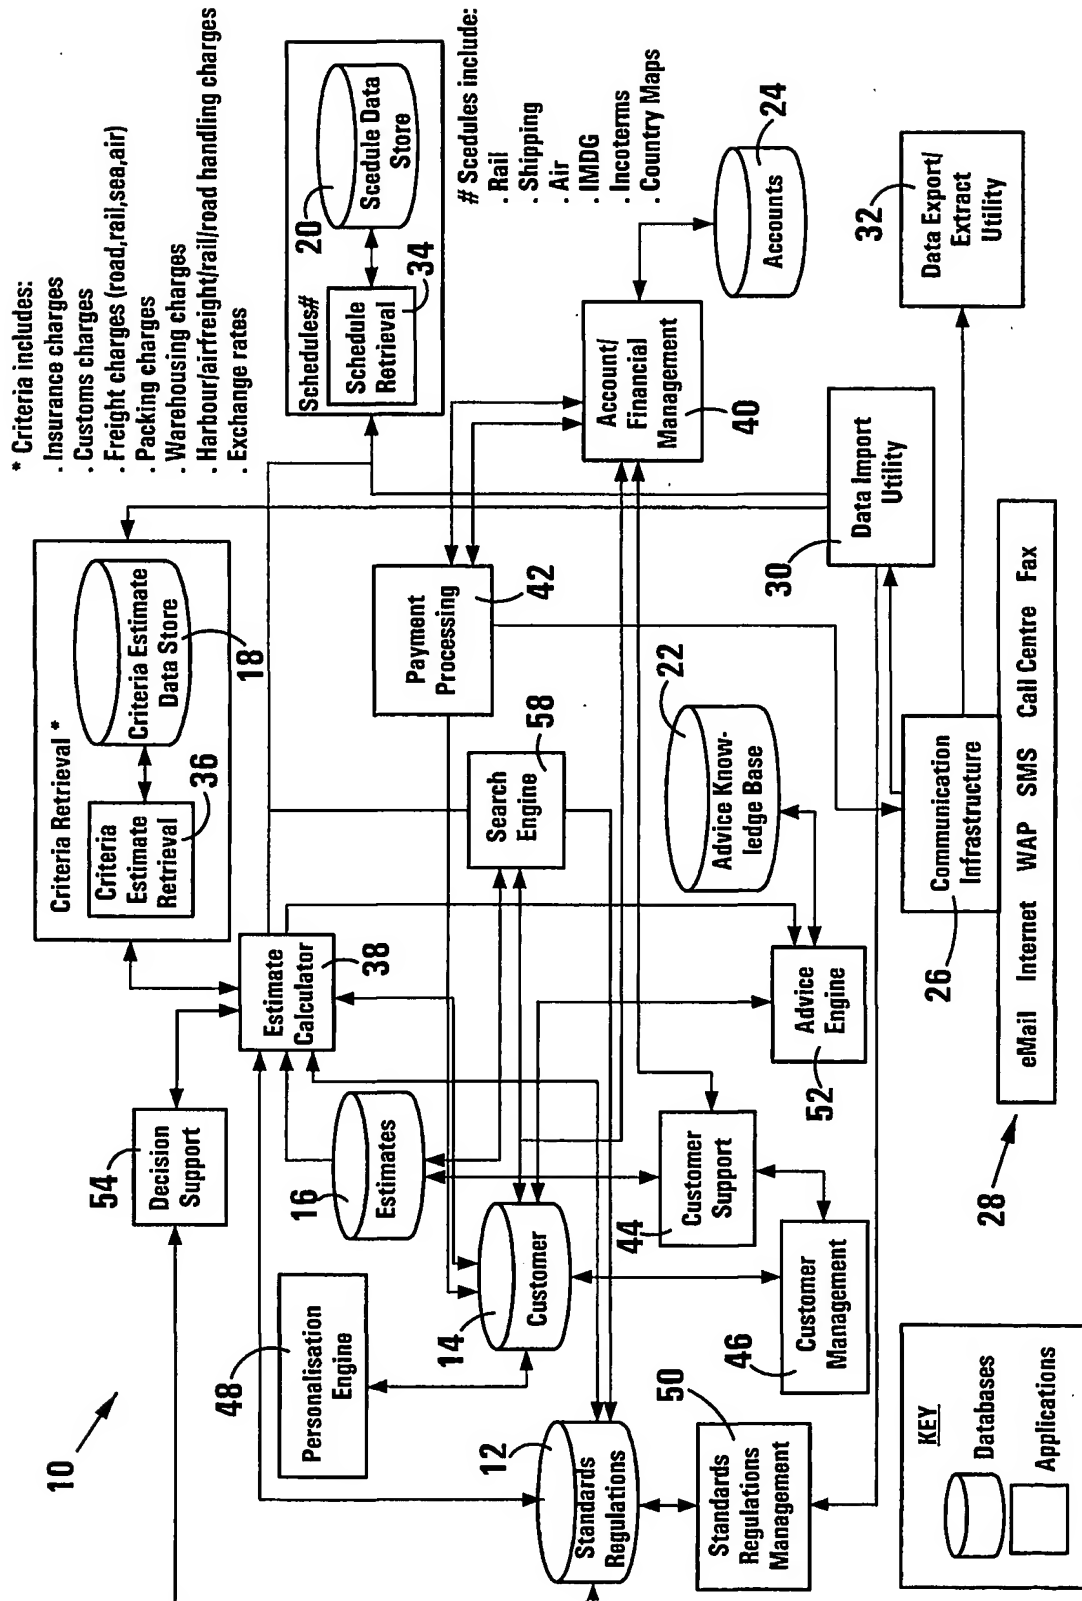 10
54
Decision
Support
Criteria Retrieval *
Criteria
Estimate
Retrieval
36
Criteria Estimate
Data Store
18
* Criteria includes:
. Insurance charges
. Customs charges
. Freight charges (road,rail,sea,air)
. Packing charges
. Warehousing charges
. Harbour/airfreight/rail/road handling charges
. Exchange rates
48
Personalisation
Engine
16
Estimates
Estimate
Calculator
38
Schedules#
Schedule
Retrieval
34
20
Scedule Data
Store
# Scedules include:
. Rail
. Shipping
. Air
. IMDG
. Incoterms
. Country Maps
12
Standards
Regulations
14
Customer
Search
Engine
58
Payment
Processing
42
Account/
Financial
Management
40
Accounts
24
50
Standards
Regulations
Management
46
Customer
Management
44
Customer
Support
52
Advice
Engine
22
Advice Know-
ledge Base
30
Data Import
Utility
32
Data Export/
Extract
Utility
26
Communication
Infrastructure
28
eMail Internet WAP SMS Call Centre Fax
KEY
Databases
Applications